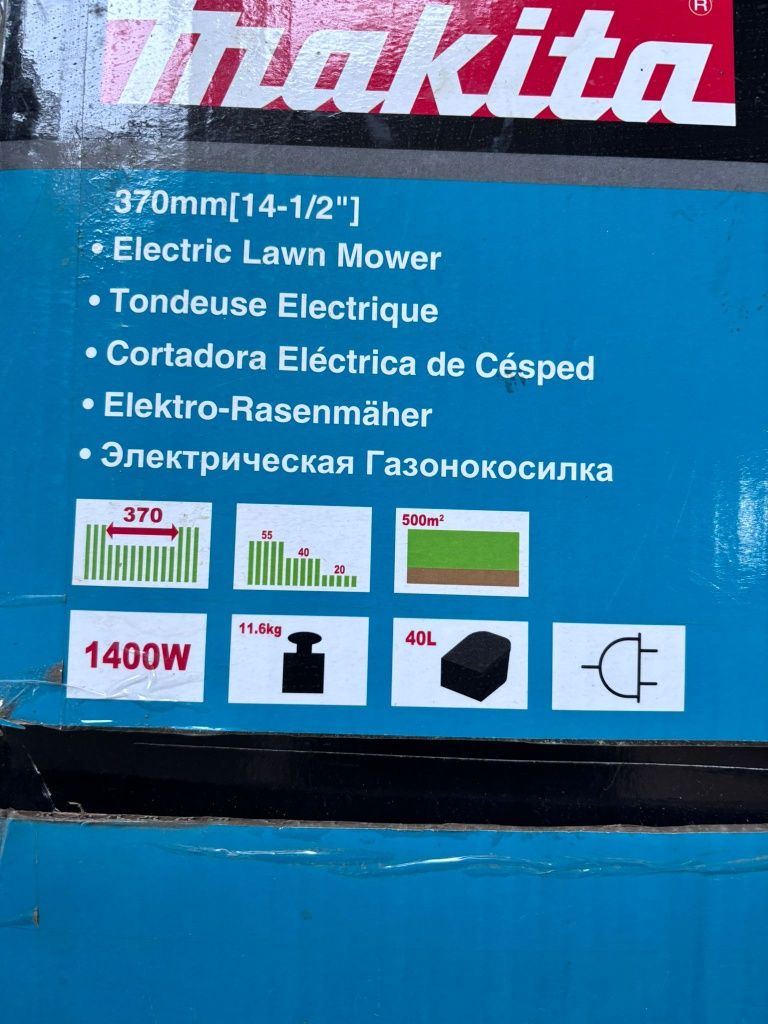 makita®
370mm[14-1/2"]
• Electric Lawn Mower
• Tondeuse Electrique
• Cortadora Eléctrica de Césped
• Elektro-Rasenmäher
• Электрическая Газонокосилка
370
55
40
20
500m²
1400W
11.6kg
40L